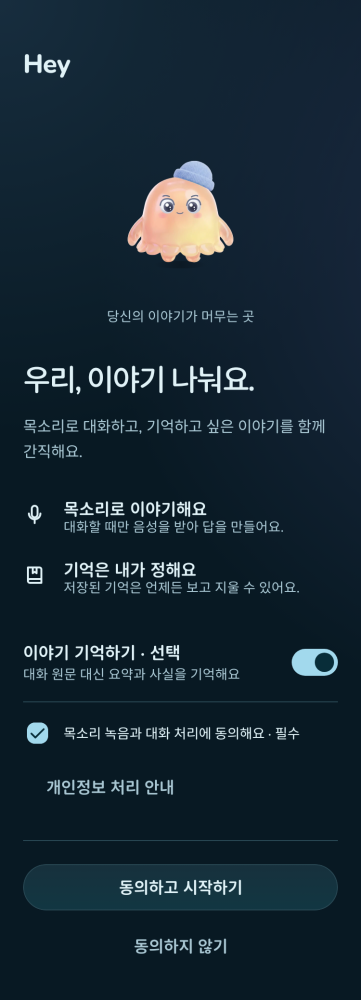 Hey
당신의 이야기가 머무는 곳
우리, 이야기 나눠요.
목소리로 대화하고, 기억하고 싶은 이야기를 함께
간직해요.
목소리로 이야기해요
대화할 때만 음성을 받아 답을 만들어요.
기억은 내가 정해요
저장된 기억은 언제든 보고 지울 수 있어요.
이야기 기억하기 · 선택
대화 원문 대신 요약과 사실을 기억해요
목소리 녹음과 대화 처리에 동의해요 · 필수
개인정보 처리 안내
동의하고 시작하기
동의하지 않기